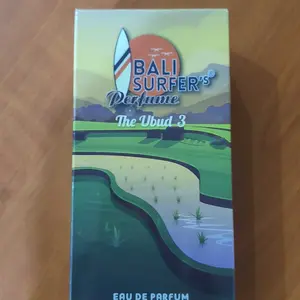 BALI
SURFER'S®
Perfume
The Ubud 3
EAU DE PARFUM